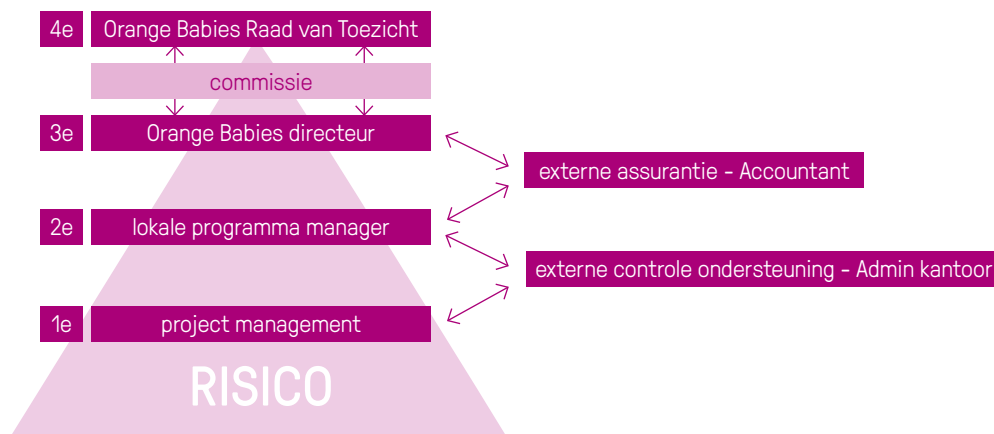 4e Orange Babies Raad van Toezicht
commissie
3e Orange Babies directeur
externe assurantie - Accountant
2e lokale programma manager
externe controle ondersteuning - Admin kantoor
1e project management
RISICO